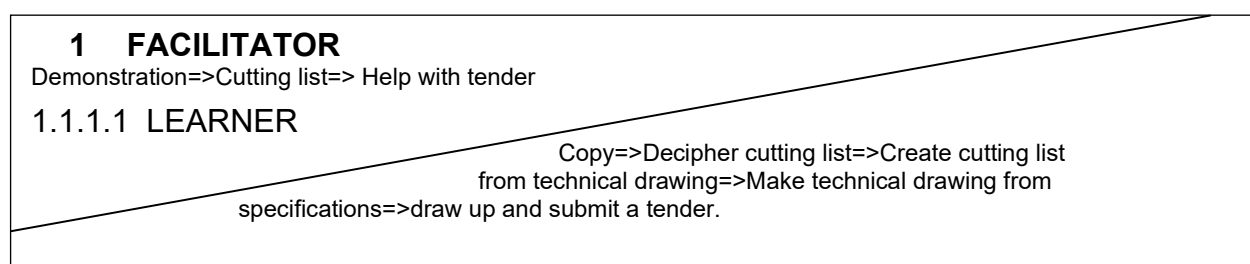 1 FACILITATOR
Demonstration=>Cutting list=> Help with tender
1.1.1.1 LEARNER
Copy=>Decipher cutting list=>Create cutting list
from technical drawing=>Make technical drawing from
specifications=>draw up and submit a tender.